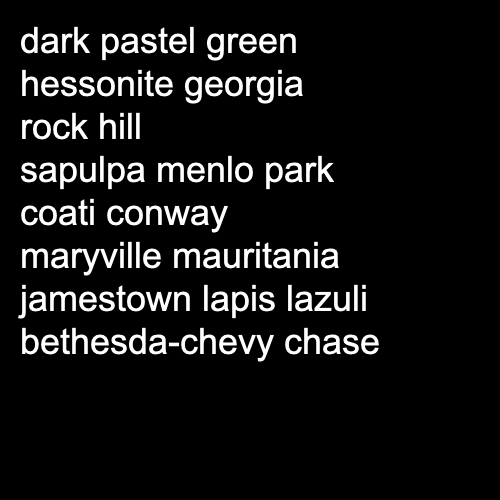 dark pastel green
hessonite georgia
rock hill
sapulpa menlo park
coati conway
maryville mauritania
jamestown lapis lazuli
bethesda-chevy chase